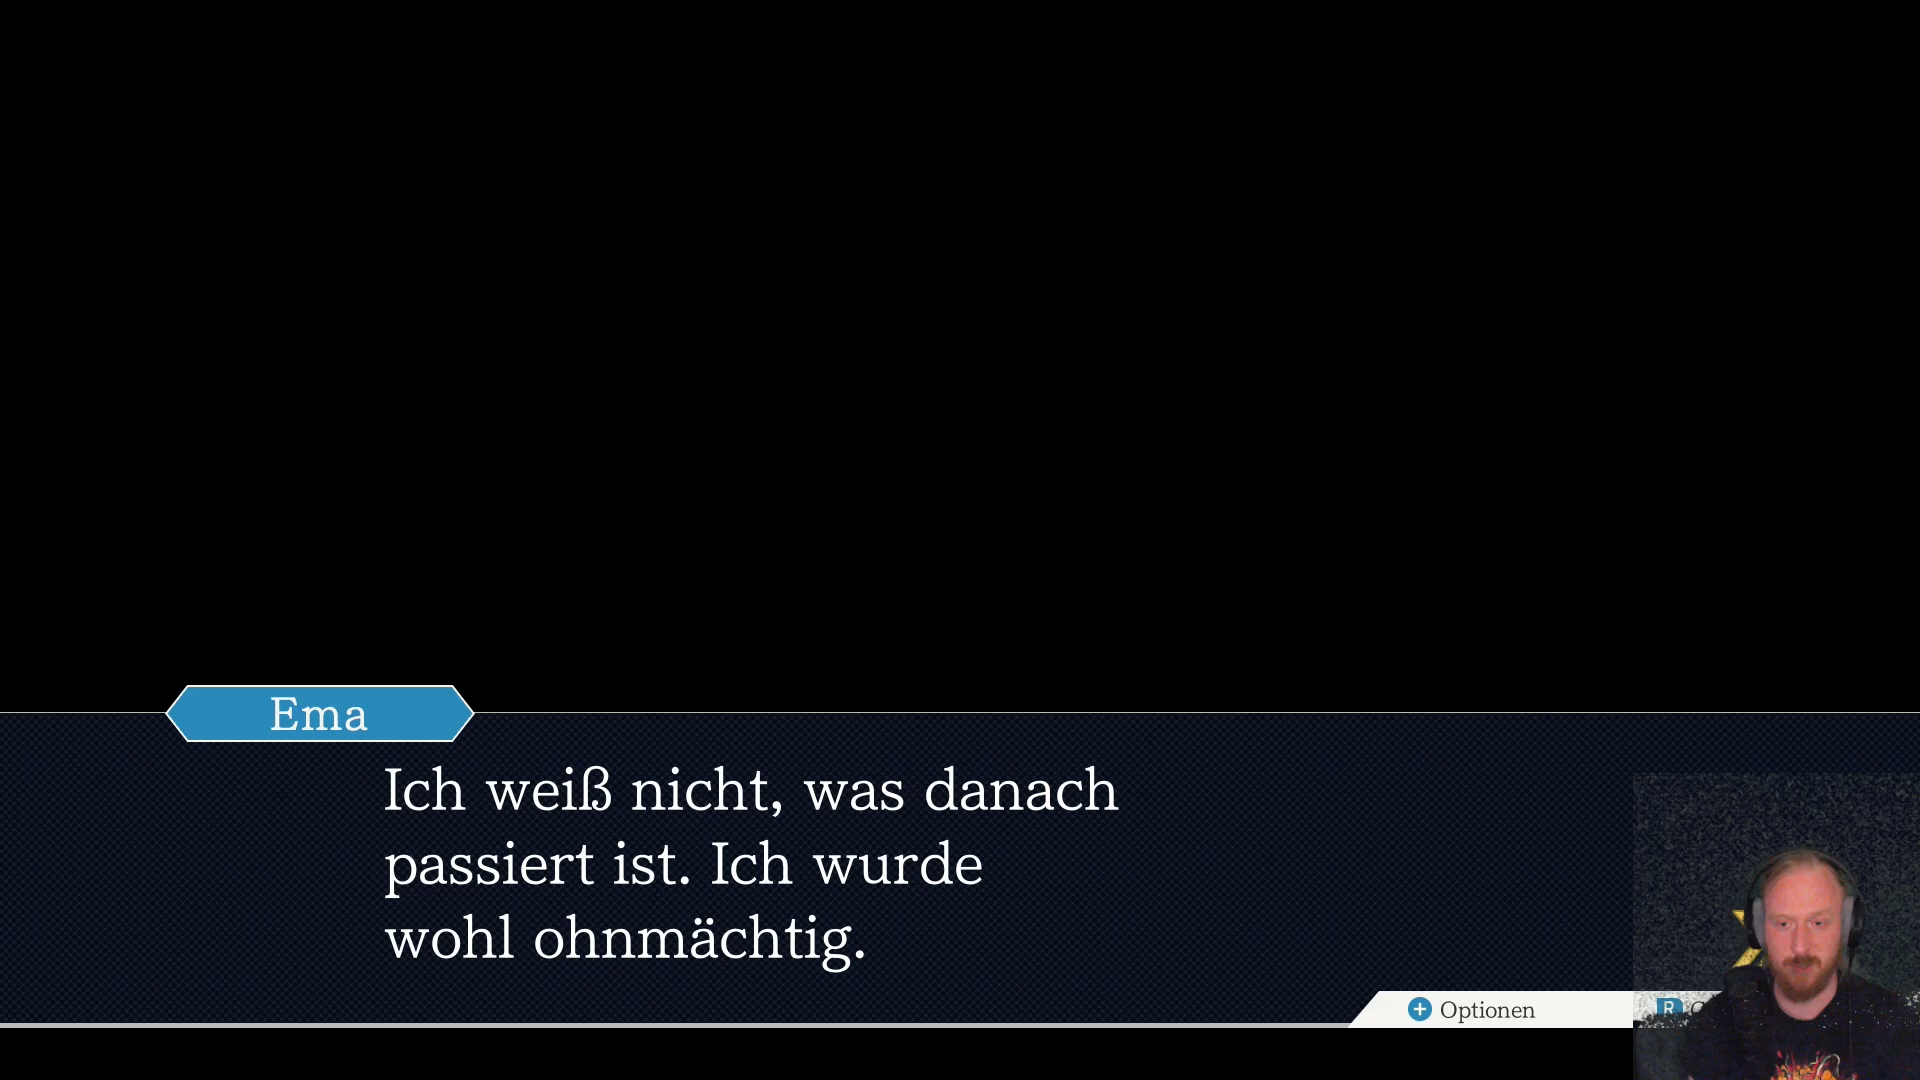 Ema
Ich weiß nicht, was danach
passiert ist. Ich wurde
wohl ohnmächtig.
+ Optionen
R